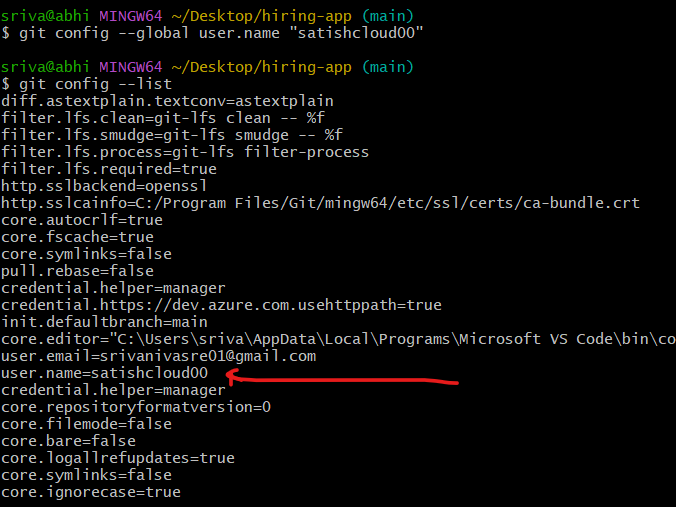 sriva@abhi MINGW64 ~/Desktop/hiring-app (main)
$ git config --global user.name "satishcloud00"
sriva@abhi MINGW64 ~/Desktop/hiring-app (main)
$ git config --list
diff.astextplain.textconv=astextplain
filter.lfs.clean=git-lfs clean -- %f
filter.lfs.smudge=git-lfs smudge -- %f
filter.lfs.process=git-lfs filter-process
filter.lfs.required=true
http.sslbackend=openssl
http.sslcainfo=C:/Program Files/Git/mingw64/etc/ssl/certs/ca-bundle.crt
core.autocrlf=true
core.fscache=true
core.symlinks=false
pull.rebase=false
credential.helper=manager
credential.https://dev.azure.com.usehttppath=true
init.defaultbranch=main
core.editor="C:\Users\sriva\AppData\Local\Programs\Microsoft VS Code\bin\co
user.email=srivanivasre01@gmail.com
user.name=satishcloud00
credential.helper=manager
core.repositoryformatversion=0
core.filemode=false
core.bare=false
core.logallrefupdates=true
core.symlinks=false
core.ignorecase=true